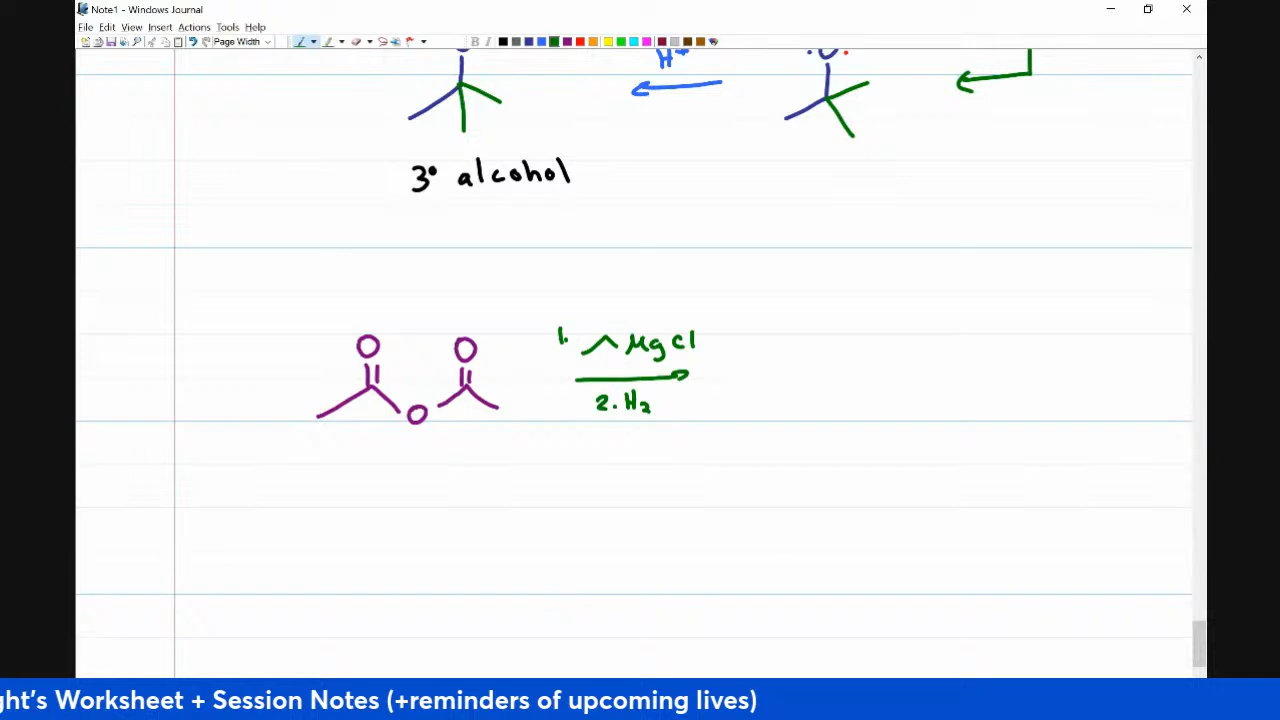 Note1 - Windows Journal
File Edit View Insert Actions Tools Help
Page Width
B I
H+
3° alcohol
O O
1. MgCl
2. H2
O
ght's Worksheet + Session Notes (+reminders of upcoming lives)